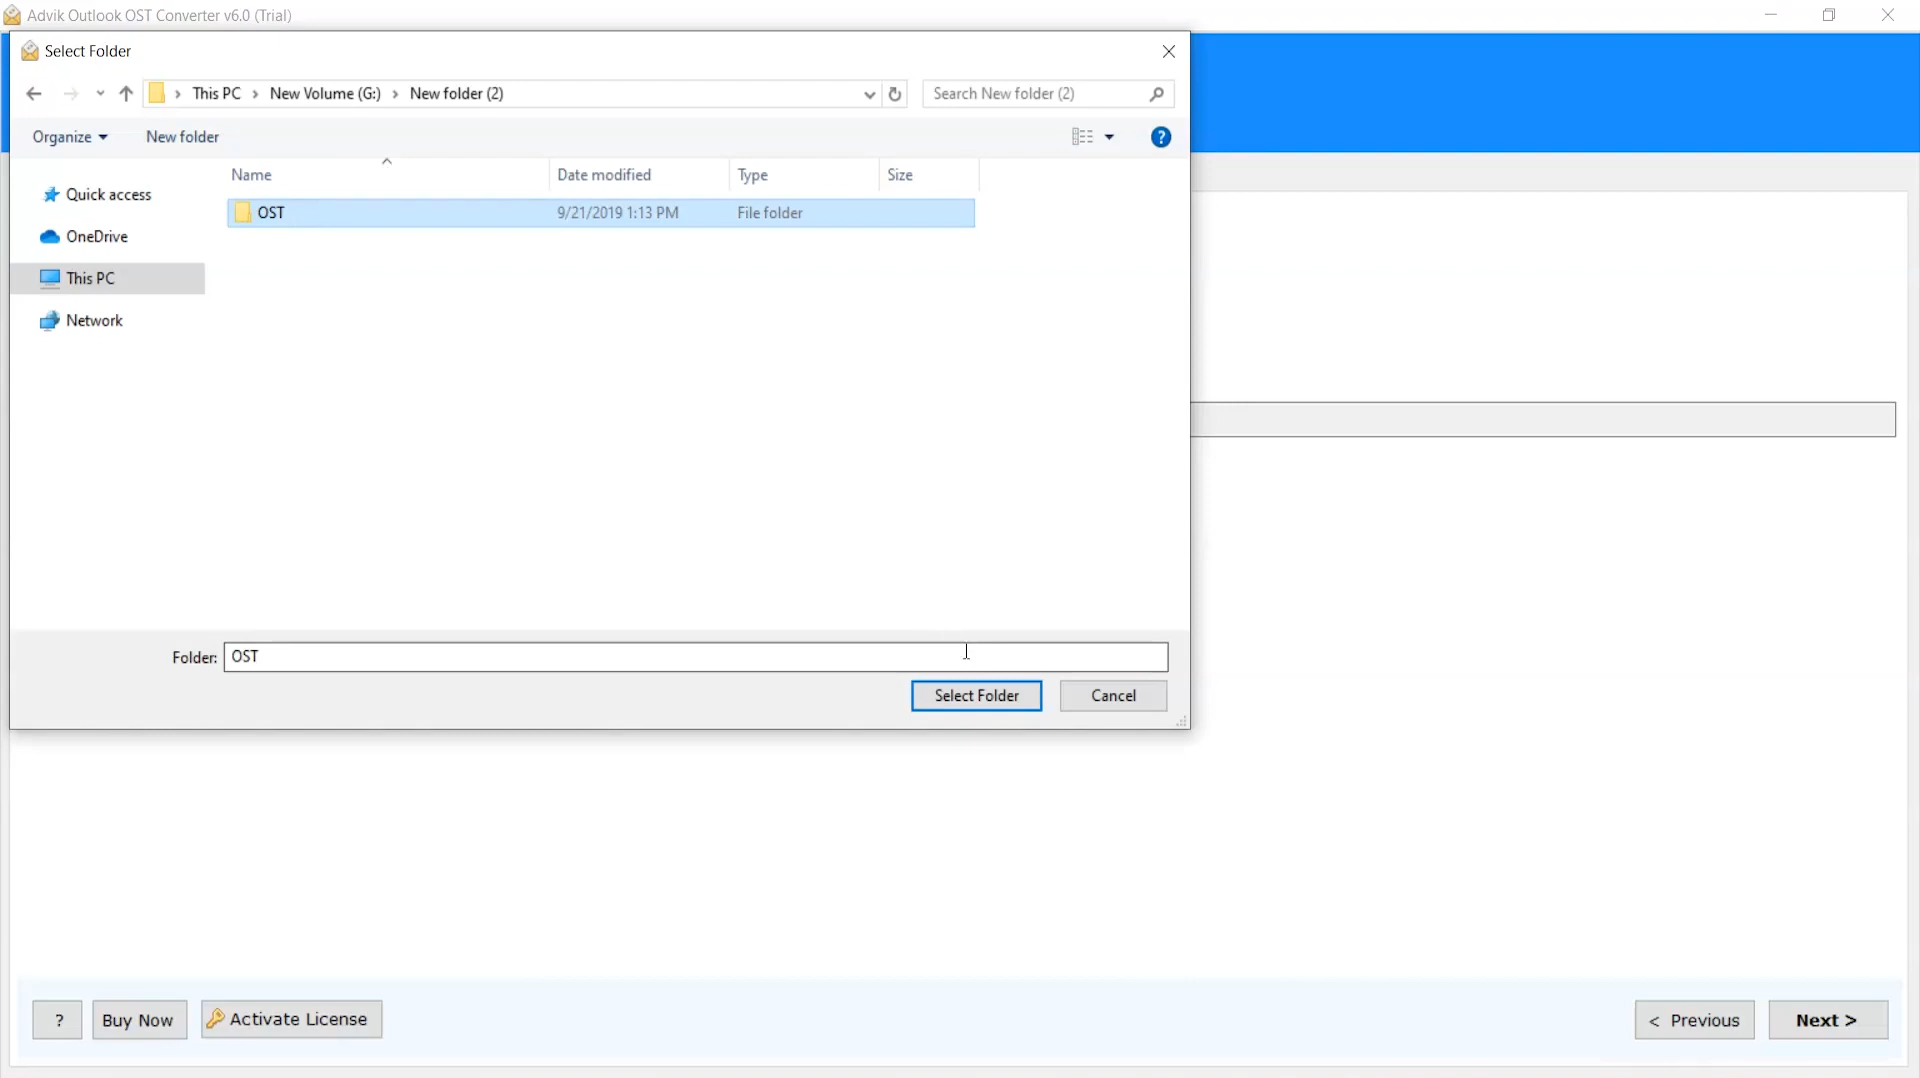 Advik Outlook OST Converter v6.0 (Trial)
Select Folder
This PC > New Volume (G:) > New folder (2)
Search New folder (2)
Organize
New folder
?
Name
Date modified
Type
Size
Quick access
OneDrive
This PC
Network
OST
9/21/2019 1:13 PM
File folder
Folder:
OST
Select Folder
Cancel
?
Buy Now
Activate License
< Previous
Next >